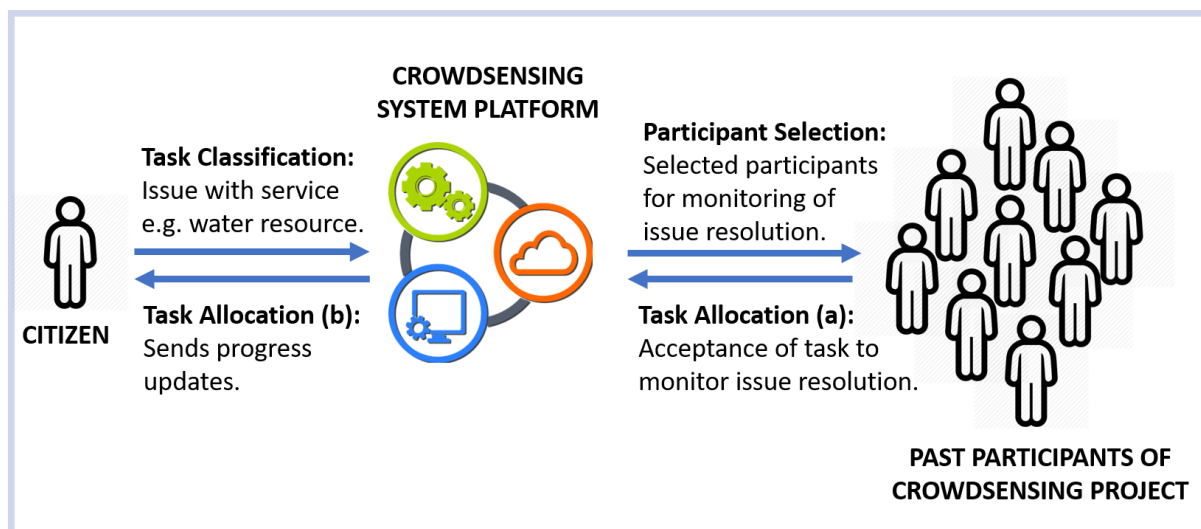 CROWDSENSING
SYSTEM PLATFORM
Task Classification:
Issue with service
e.g. water resource.
Participant Selection:
Selected participants
for monitoring of
issue resolution.
CITIZEN
Task Allocation (b):
Sends progress
updates.
Task Allocation (a):
Acceptance of task to
monitor issue resolution.
PAST PARTICIPANTS OF
CROWDSENSING PROJECT